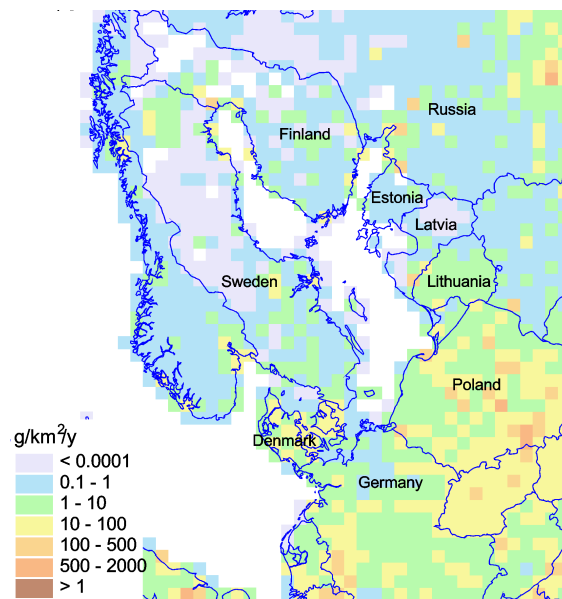 Russia
Finland
Estonia
Latvia
Sweden
Lithuania
Poland
Denmark
Germany
g/km²/y
< 0.0001
0.1 - 1
1 - 10
10 - 100
100 - 500
500 - 2000
> 1